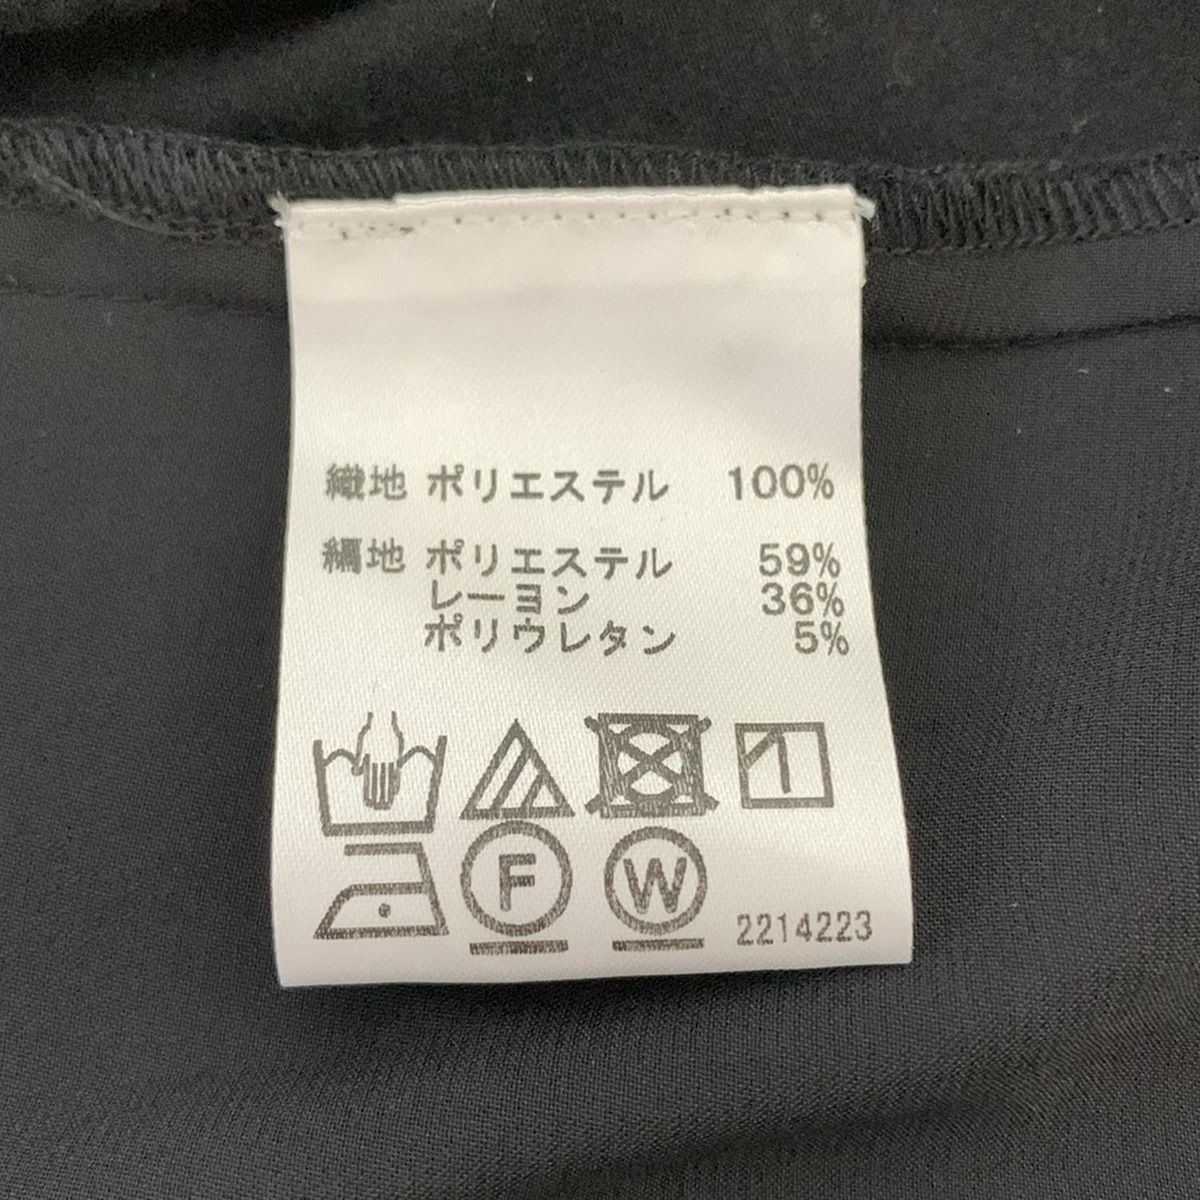 織地 ポリエステル 100%
編地 ポリエステル 59%
レーヨン 36%
ポリウレタン 5%
F W 2214223